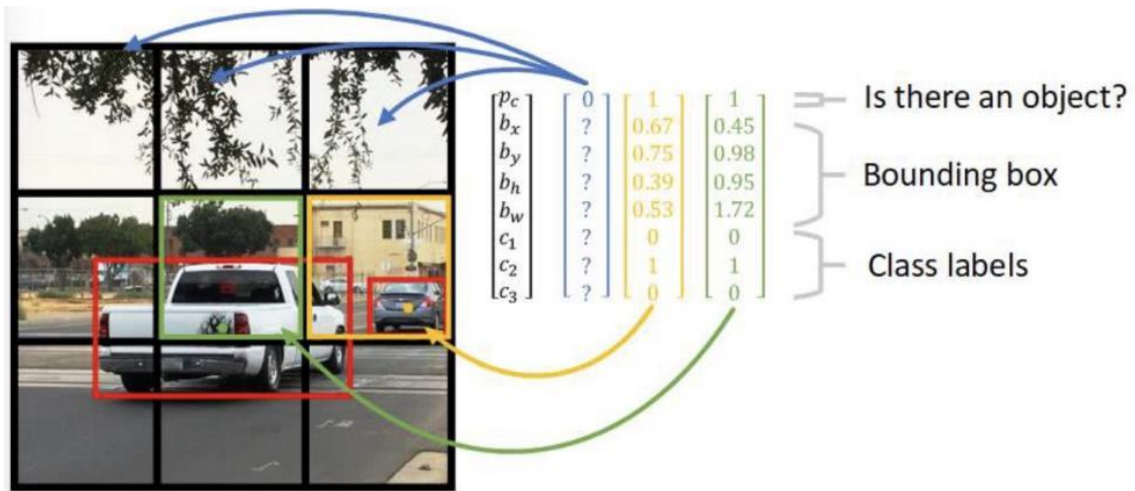 p_c 0 1 1 Is there an object?
b_x ? 0.67 0.45
b_y ? 0.75 0.98
b_h ? 0.39 0.95 Bounding box
b_w ? 0.53 1.72
c_1 ? 0 0
c_2 ? 1 1 Class labels
c_3 ? 0 0